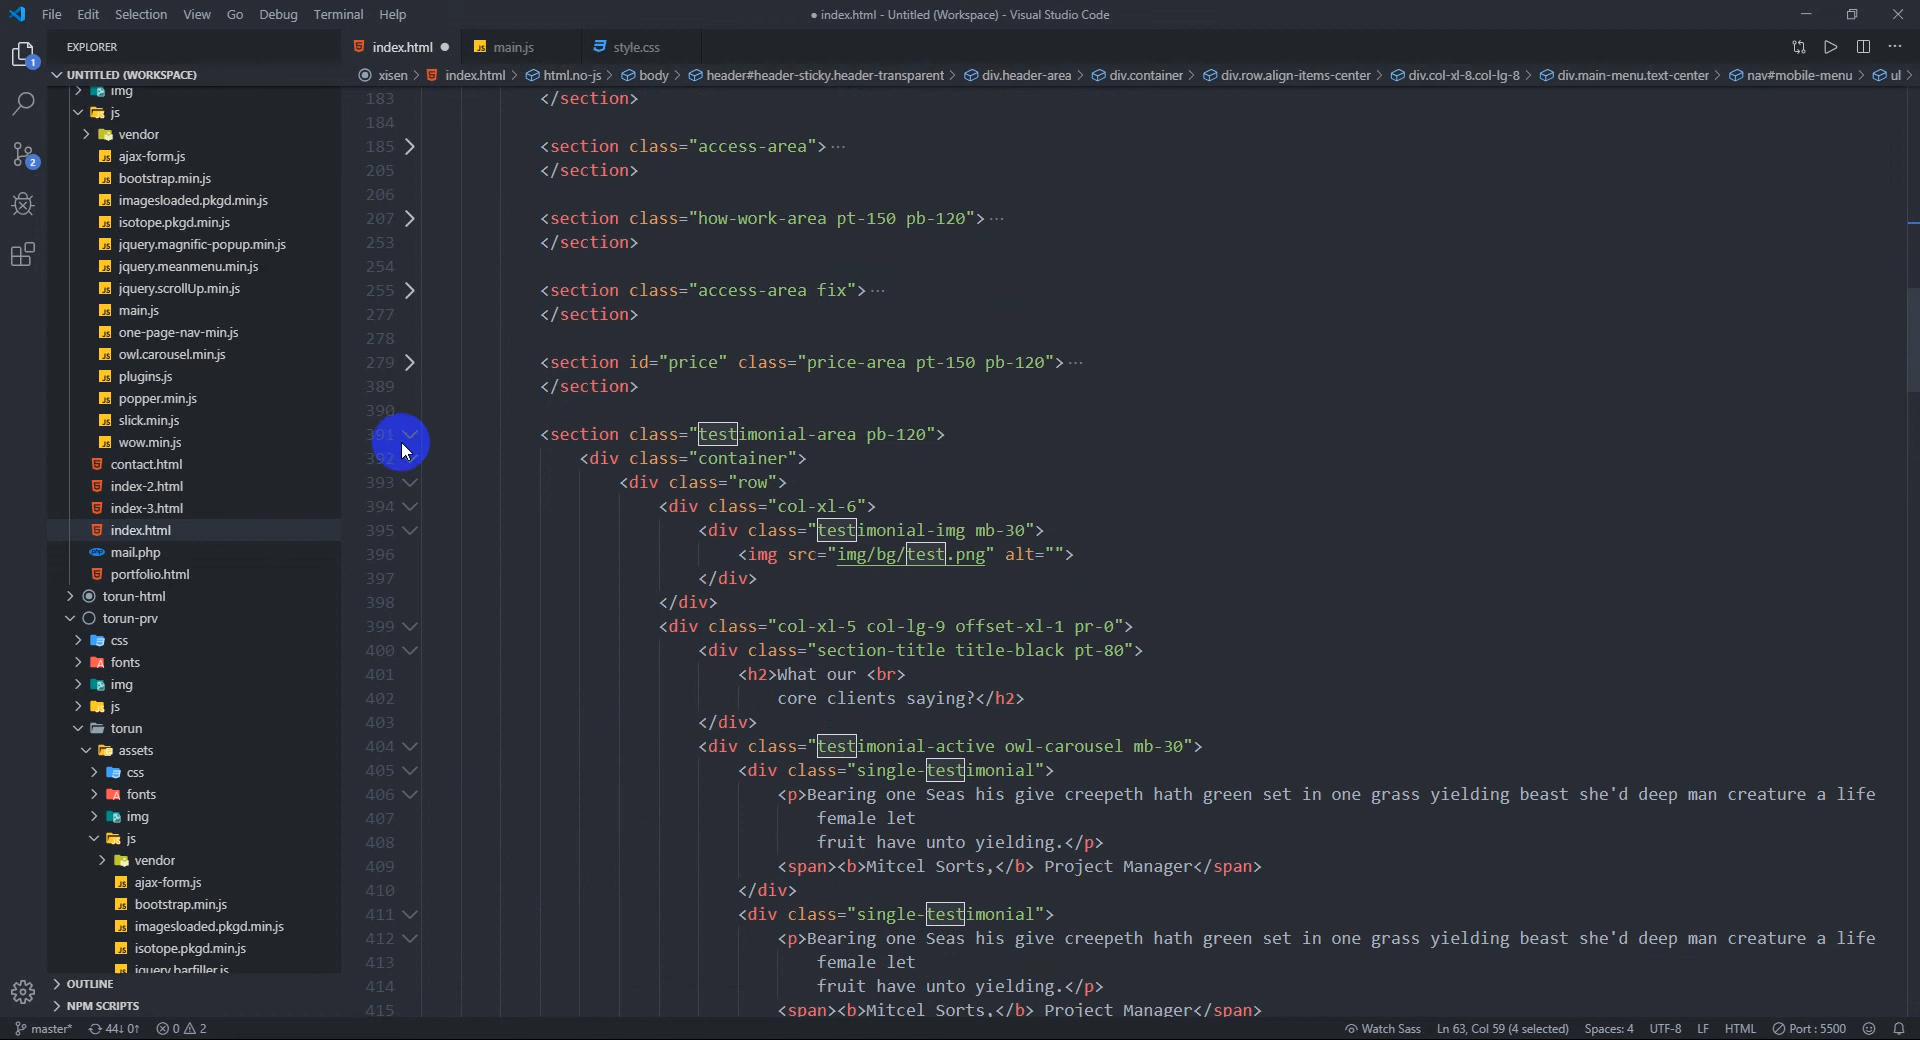 File Edit Selection View Go Debug Terminal Help
● index.html - Untitled (Workspace) - Visual Studio Code
EXPLORER
index.html
main.js
style.css
UNTITLED (WORKSPACE)
xisen > index.html > html.no-js > body > header#header-sticky.header-transparent > div.header-area > div.container > div.row.align-items-center > div.col-xl-8.col-lg-8 > div.main-menu.text-center > nav#mobile-menu > ul >
1
2
img
js
vendor
ajax-form.js
bootstrap.min.js
imagesloaded.pkgd.min.js
isotope.pkgd.min.js
jquery.magnific-popup.min.js
jquery.meanmenu.min.js
jquery.scrollUp.min.js
main.js
one-page-nav-min.js
owl.carousel.min.js
plugins.js
popper.min.js
slick.min.js
wow.min.js
contact.html
index-2.html
index-3.html
index.html
mail.php
portfolio.html
torun-html
torun-prv
css
fonts
img
js
torun
assets
css
fonts
img
js
vendor
ajax-form.js
bootstrap.min.js
imagesloaded.pkgd.min.js
isotope.pkgd.min.js
jquery.barfiller.js
OUTLINE
NPM SCRIPTS
183 </section>
184
185 <section class="access-area">…
205 </section>
206
207 <section class="how-work-area pt-150 pb-120">…
253 </section>
254
255 <section class="access-area fix">…
277 </section>
278
279 <section id="price" class="price-area pt-150 pb-120">…
389 </section>
390
391 <section class="testimonial-area pb-120">
392 <div class="container">
393 <div class="row">
394 <div class="col-xl-6">
395 <div class="testimonial-img mb-30">
396 <img src="img/bg/test.png" alt="">
397 </div>
398 </div>
399 <div class="col-xl-5 col-lg-9 offset-xl-1 pr-0">
400 <div class="section-title title-black pt-80">
401 <h2>What our <br>
402 core clients saying?</h2>
403 </div>
404 <div class="testimonial-active owl-carousel mb-30">
405 <div class="single-testimonial">
406 <p>Bearing one Seas his give creepeth hath green set in one grass yielding beast she'd deep man creature a life
407 female let
408 fruit have unto yielding.</p>
409 <span><b>Mitcel Sorts,</b> Project Manager</span>
410 </div>
411 <div class="single-testimonial">
412 <p>Bearing one Seas his give creepeth hath green set in one grass yielding beast she'd deep man creature a life
413 female let
414 fruit have unto yielding.</p>
415 <span><b>Mitcel Sorts,</b> Project Manager</span>
master* 44↓ 0↑ 0 2
Watch Sass Ln 63, Col 59 (4 selected) Spaces: 4 UTF-8 LF HTML Port : 5500